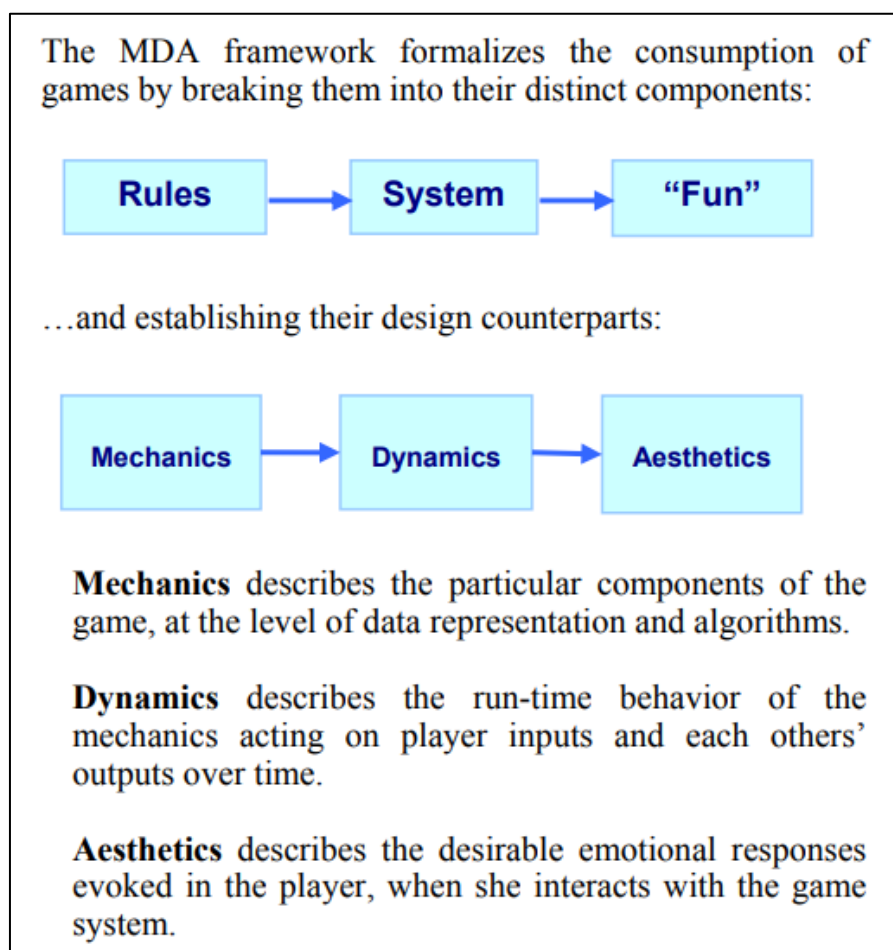 The MDA framework formalizes the consumption of
games by breaking them into their distinct components:
Rules
System
“Fun”
…and establishing their design counterparts:
Mechanics
Dynamics
Aesthetics
Mechanics describes the particular components of the
game, at the level of data representation and algorithms.
Dynamics describes the run-time behavior of the
mechanics acting on player inputs and each others’
outputs over time.
Aesthetics describes the desirable emotional responses
evoked in the player, when she interacts with the game
system.